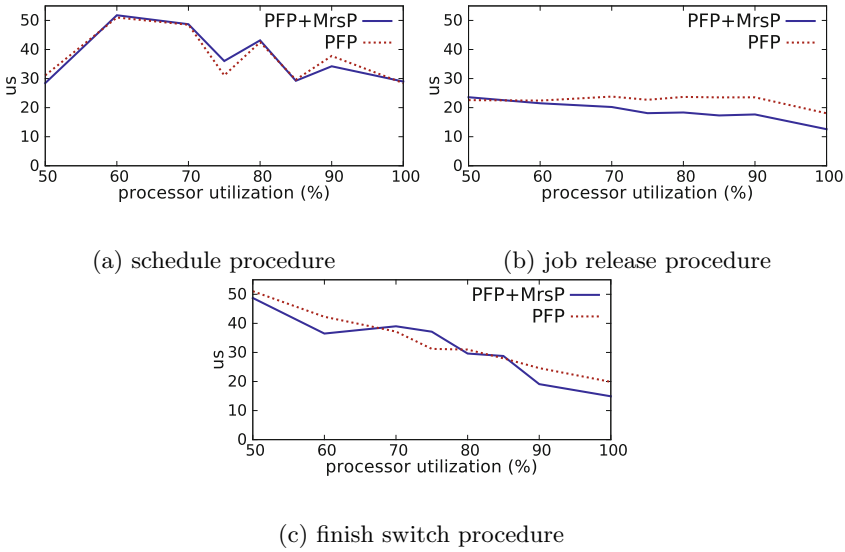 PFP+MrsP
PFP
50
40
30
20
10
0
us
50 60 70 80 90 100
processor utilization (%)
(a) schedule procedure
PFP+MrsP
PFP
50
40
30
20
10
0
us
50 60 70 80 90 100
processor utilization (%)
(b) job release procedure
PFP+MrsP
PFP
50
40
30
20
10
0
us
50 60 70 80 90 100
processor utilization (%)
(c) finish switch procedure